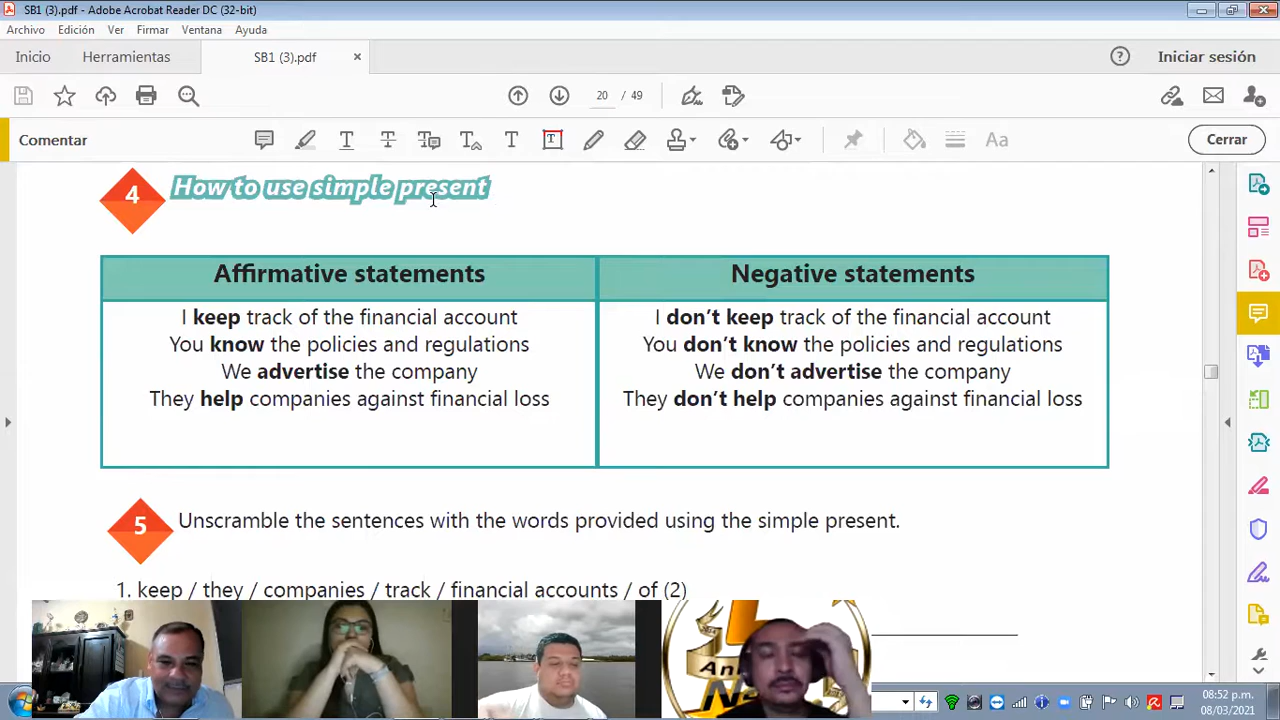 SB1 (3).pdf - Adobe Acrobat Reader DC (32-bit)
Archivo Edición Ver Firmar Ventana Ayuda
Inicio Herramientas SB1 (3).pdf × Iniciar sesión
20 / 49
Comentar Aa Cerrar
4 How to use simple present
Affirmative statements
I keep track of the financial account
You know the policies and regulations
We advertise the company
They help companies against financial loss
Negative statements
I don't keep track of the financial account
You don't know the policies and regulations
We don't advertise the company
They don't help companies against financial loss
5 Unscramble the sentences with the words provided using the simple present.
1. keep / they / companies / track / financial accounts / of (2)
08:52 p.m.
08/03/2021